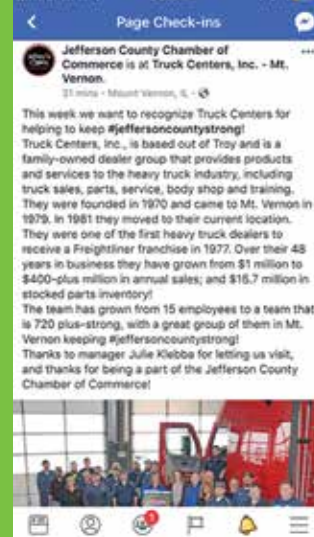 Page Check-ins
Jefferson County Chamber of
Commerce is at Truck Centers, Inc. - Mt.
Vernon.
31 mins - Mount Vernon, IL -
This week we want to recognize Truck Centers for
helping to keep #jeffersoncountystrong!
Truck Centers, Inc., is based out of Troy and is a
family-owned dealer group that provides products
and services to the heavy truck industry, including
truck sales, parts, service, body shop and training.
They were founded in 1970 and came to Mt. Vernon in
1979. In 1981 they moved to their current location.
They were one of the first heavy truck dealers to
receive a Freightliner franchise in 1977. Over their 48
years in business they have grown from $1 million to
$400-plus million in annual sales; and $15.7 million in
stocked parts inventory!
The team has grown from 15 employees to a team that
is 720 plus-strong, with a great group of them in Mt.
Vernon keeping #jeffersoncountystrong!
Thanks to manager Julie Klebba for letting us visit,
and thanks for being a part of the Jefferson County
Chamber of Commerce!